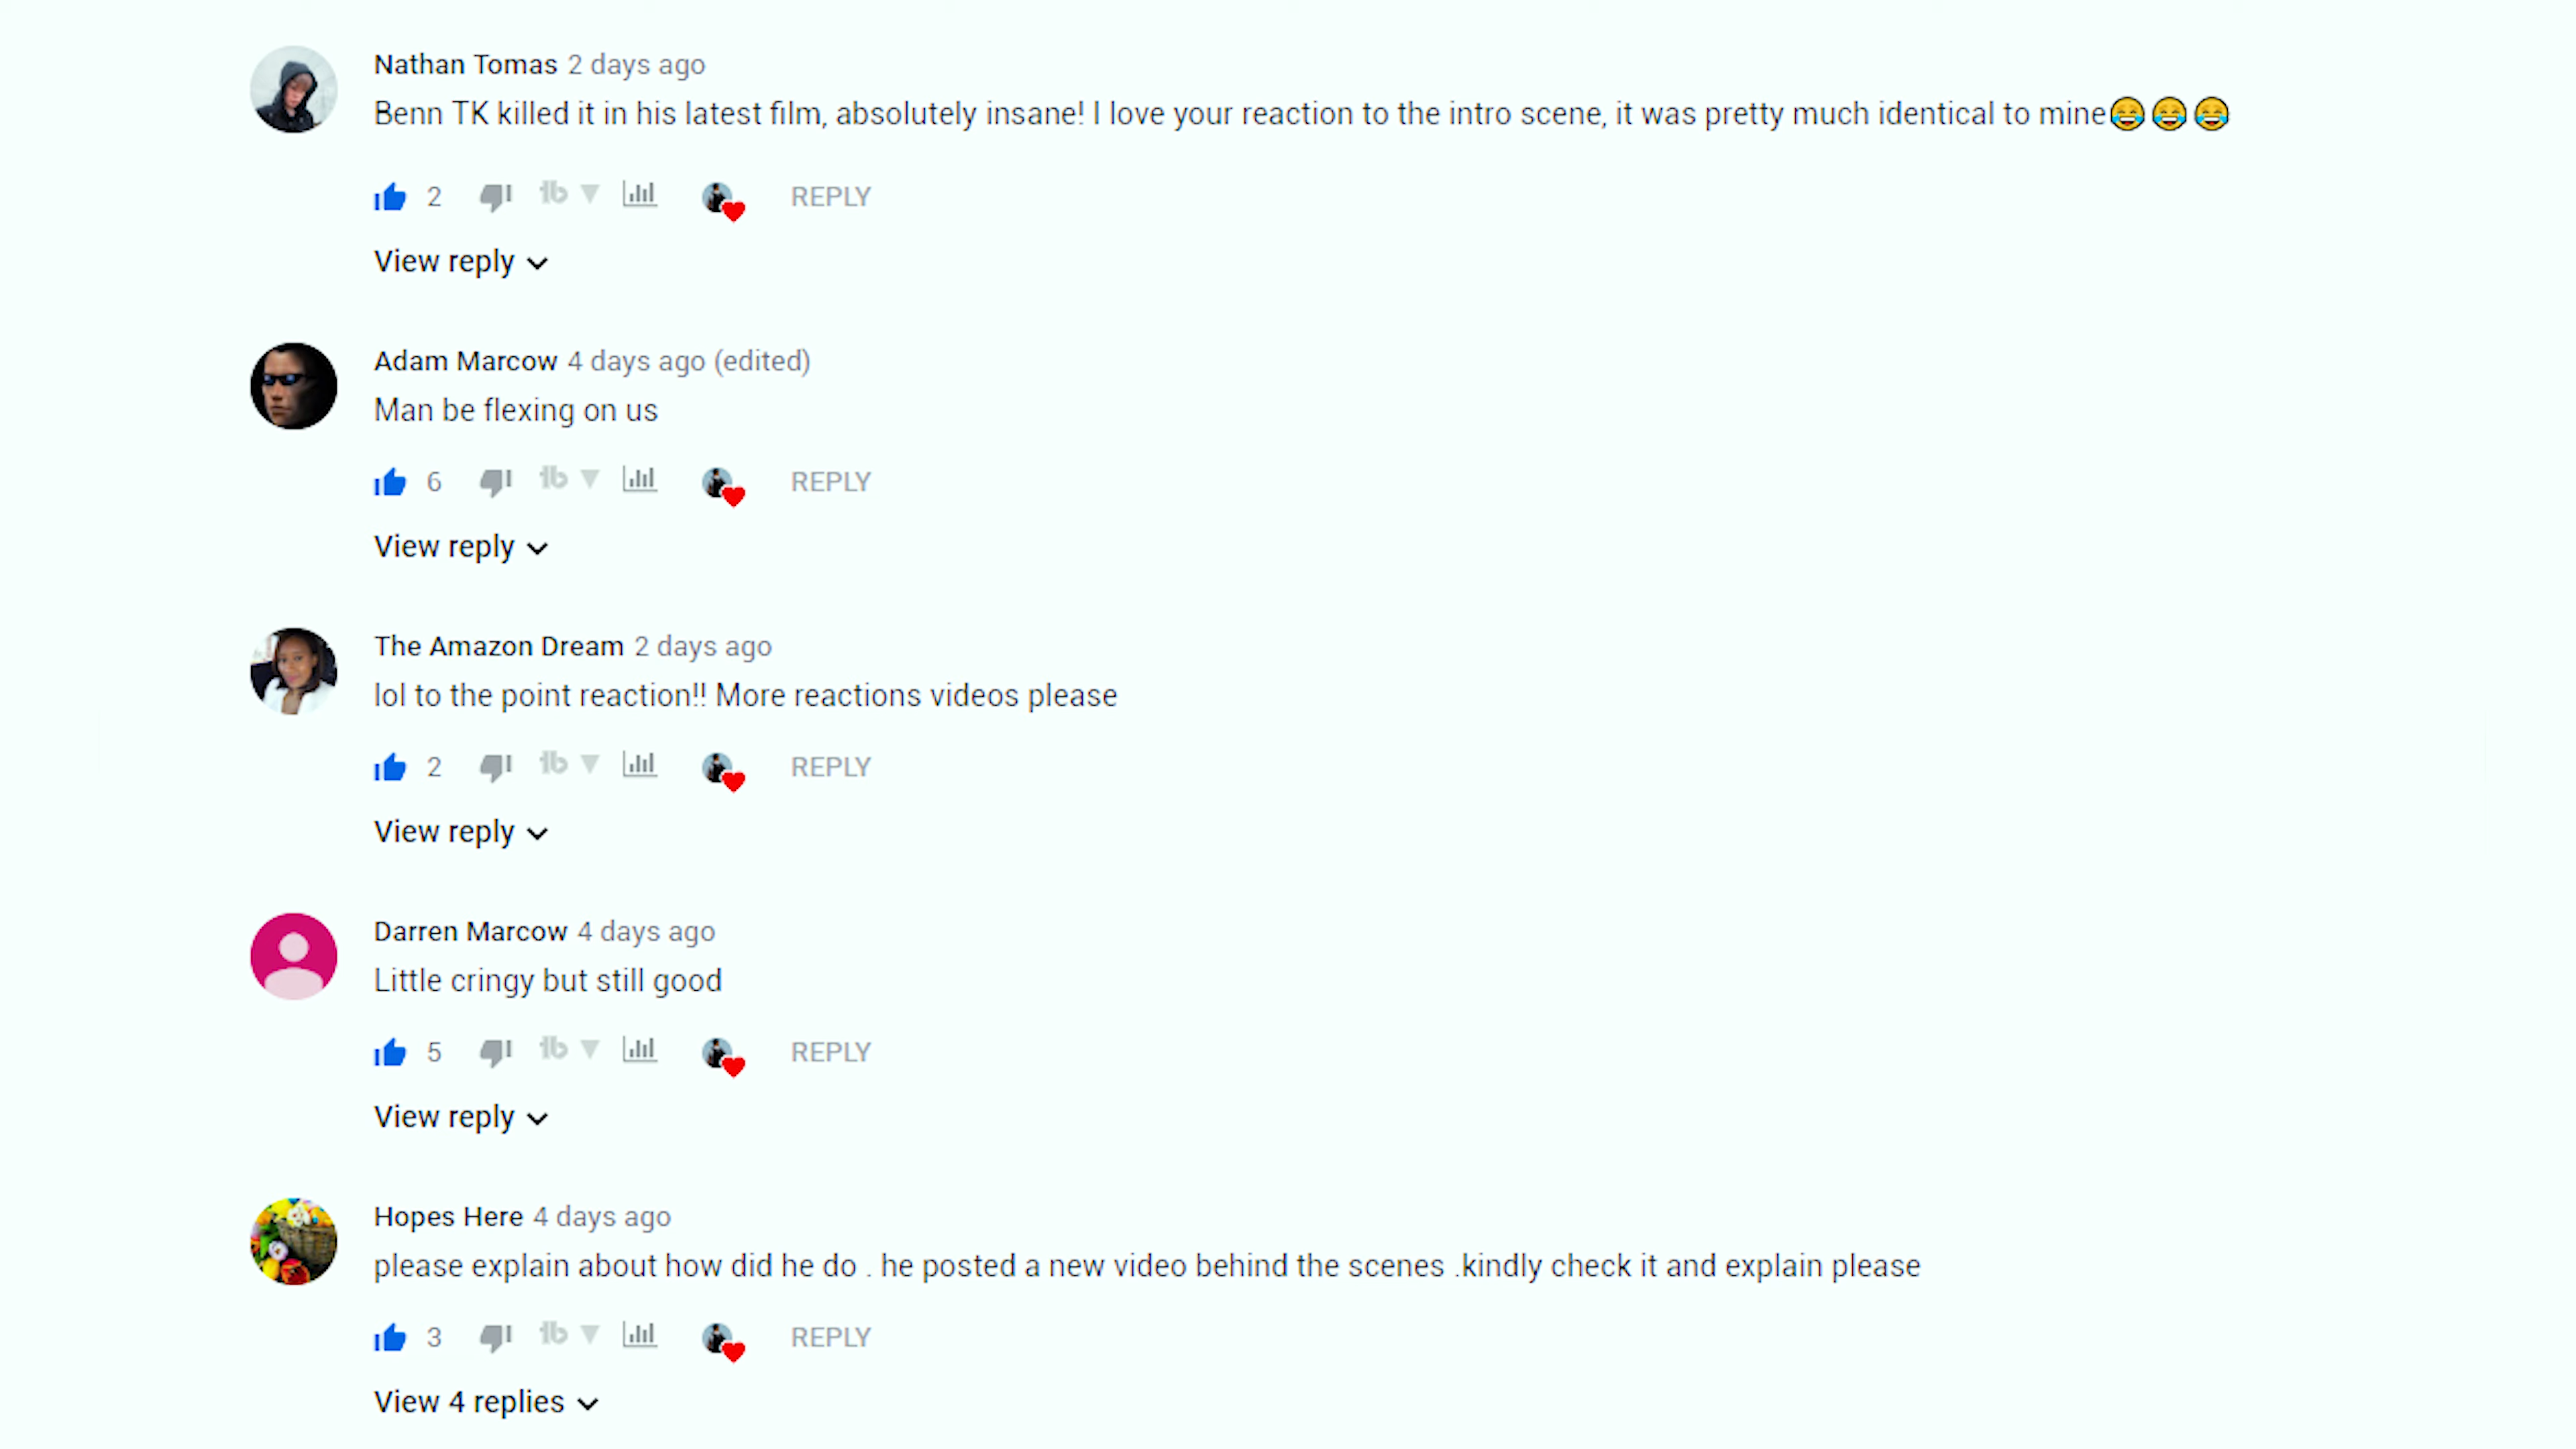 Nathan Tomas 2 days ago
Benn TK killed it in his latest film, absolutely insane! I love your reaction to the intro scene, it was pretty much identical to mine😂😂😂
2 REPLY
View reply
Adam Marcow 4 days ago (edited)
Man be flexing on us
6 REPLY
View reply
The Amazon Dream 2 days ago
lol to the point reaction!! More reactions videos please
2 REPLY
View reply
Darren Marcow 4 days ago
Little cringy but still good
5 REPLY
View reply
Hopes Here 4 days ago
please explain about how did he do . he posted a new video behind the scenes .kindly check it and explain please
3 REPLY
View 4 replies